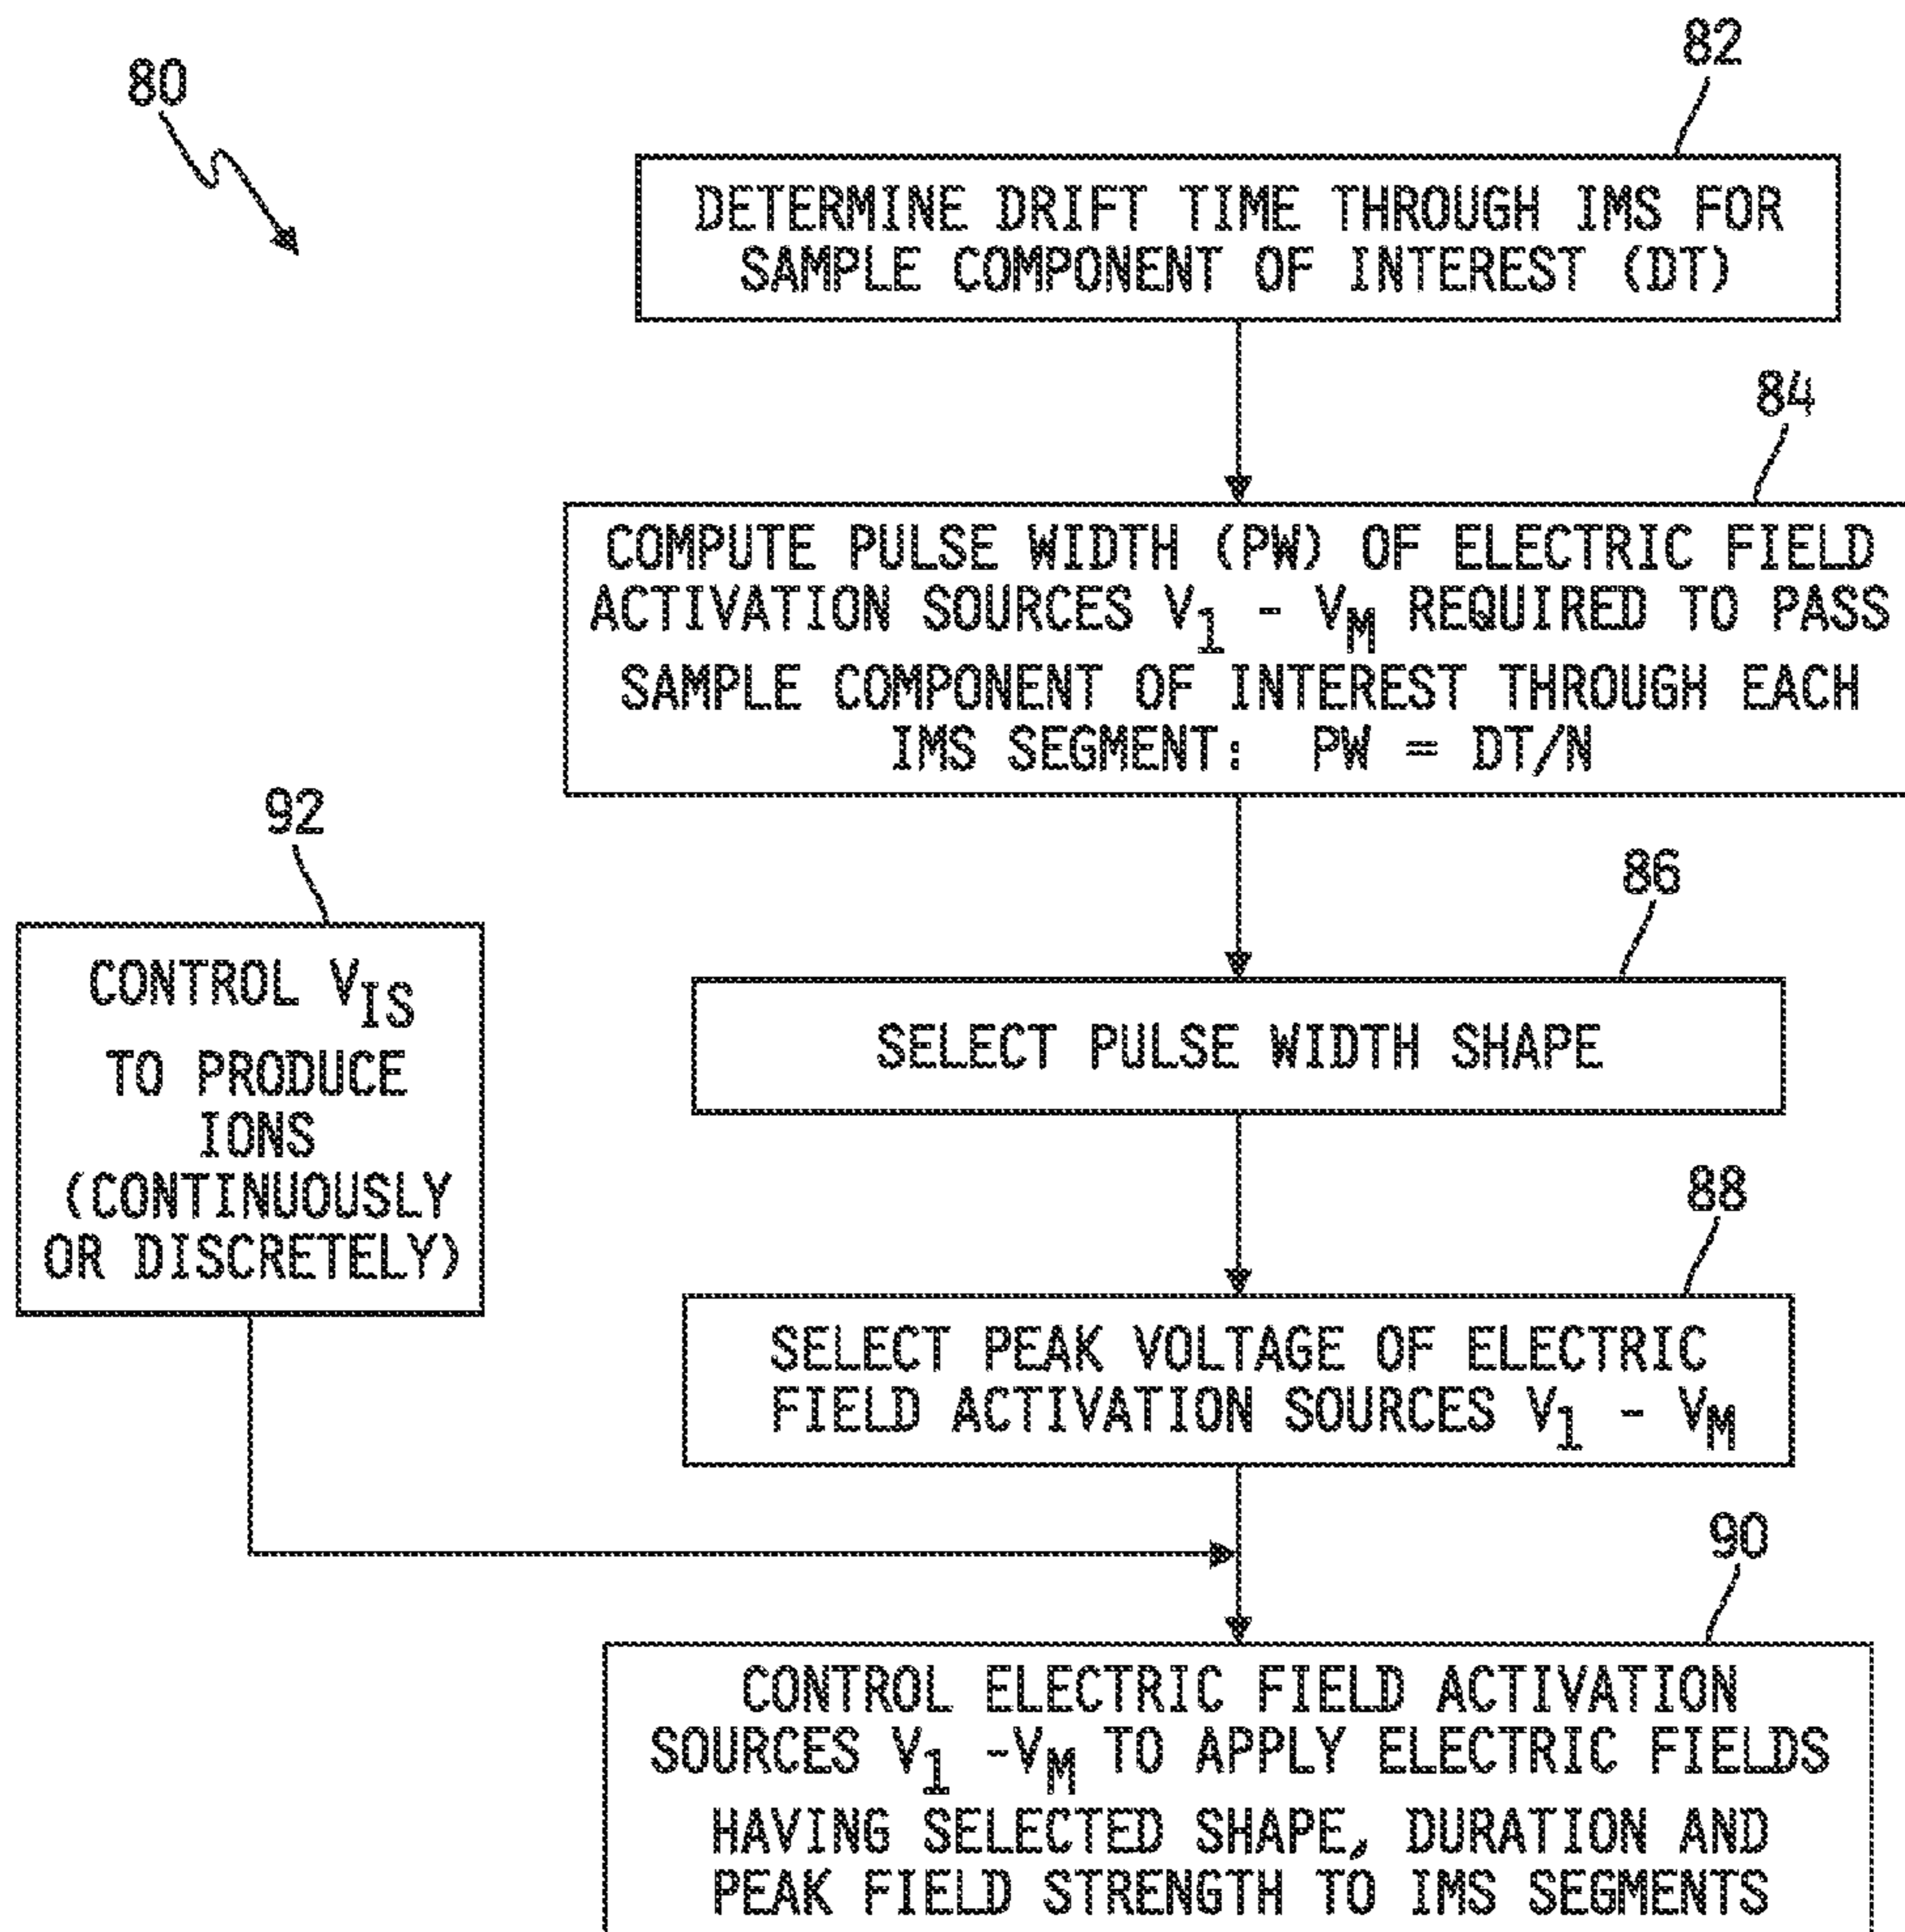 80
82
DETERMINE DRIFT TIME THROUGH IMS FOR
SAMPLE COMPONENT OF INTEREST (DT)
84
COMPUTE PULSE WIDTH (PW) OF ELECTRIC FIELD
ACTIVATION SOURCES V1 - VM REQUIRED TO PASS
SAMPLE COMPONENT OF INTEREST THROUGH EACH
IMS SEGMENT: PW = DT/N
86
SELECT PULSE WIDTH SHAPE
92
CONTROL VIS
TO PRODUCE
IONS
(CONTINUOUSLY
OR DISCRETELY)
88
SELECT PEAK VOLTAGE OF ELECTRIC
FIELD ACTIVATION SOURCES V1 - VM
90
CONTROL ELECTRIC FIELD ACTIVATION
SOURCES V1 -VM TO APPLY ELECTRIC FIELDS
HAVING SELECTED SHAPE, DURATION AND
PEAK FIELD STRENGTH TO IMS SEGMENTS